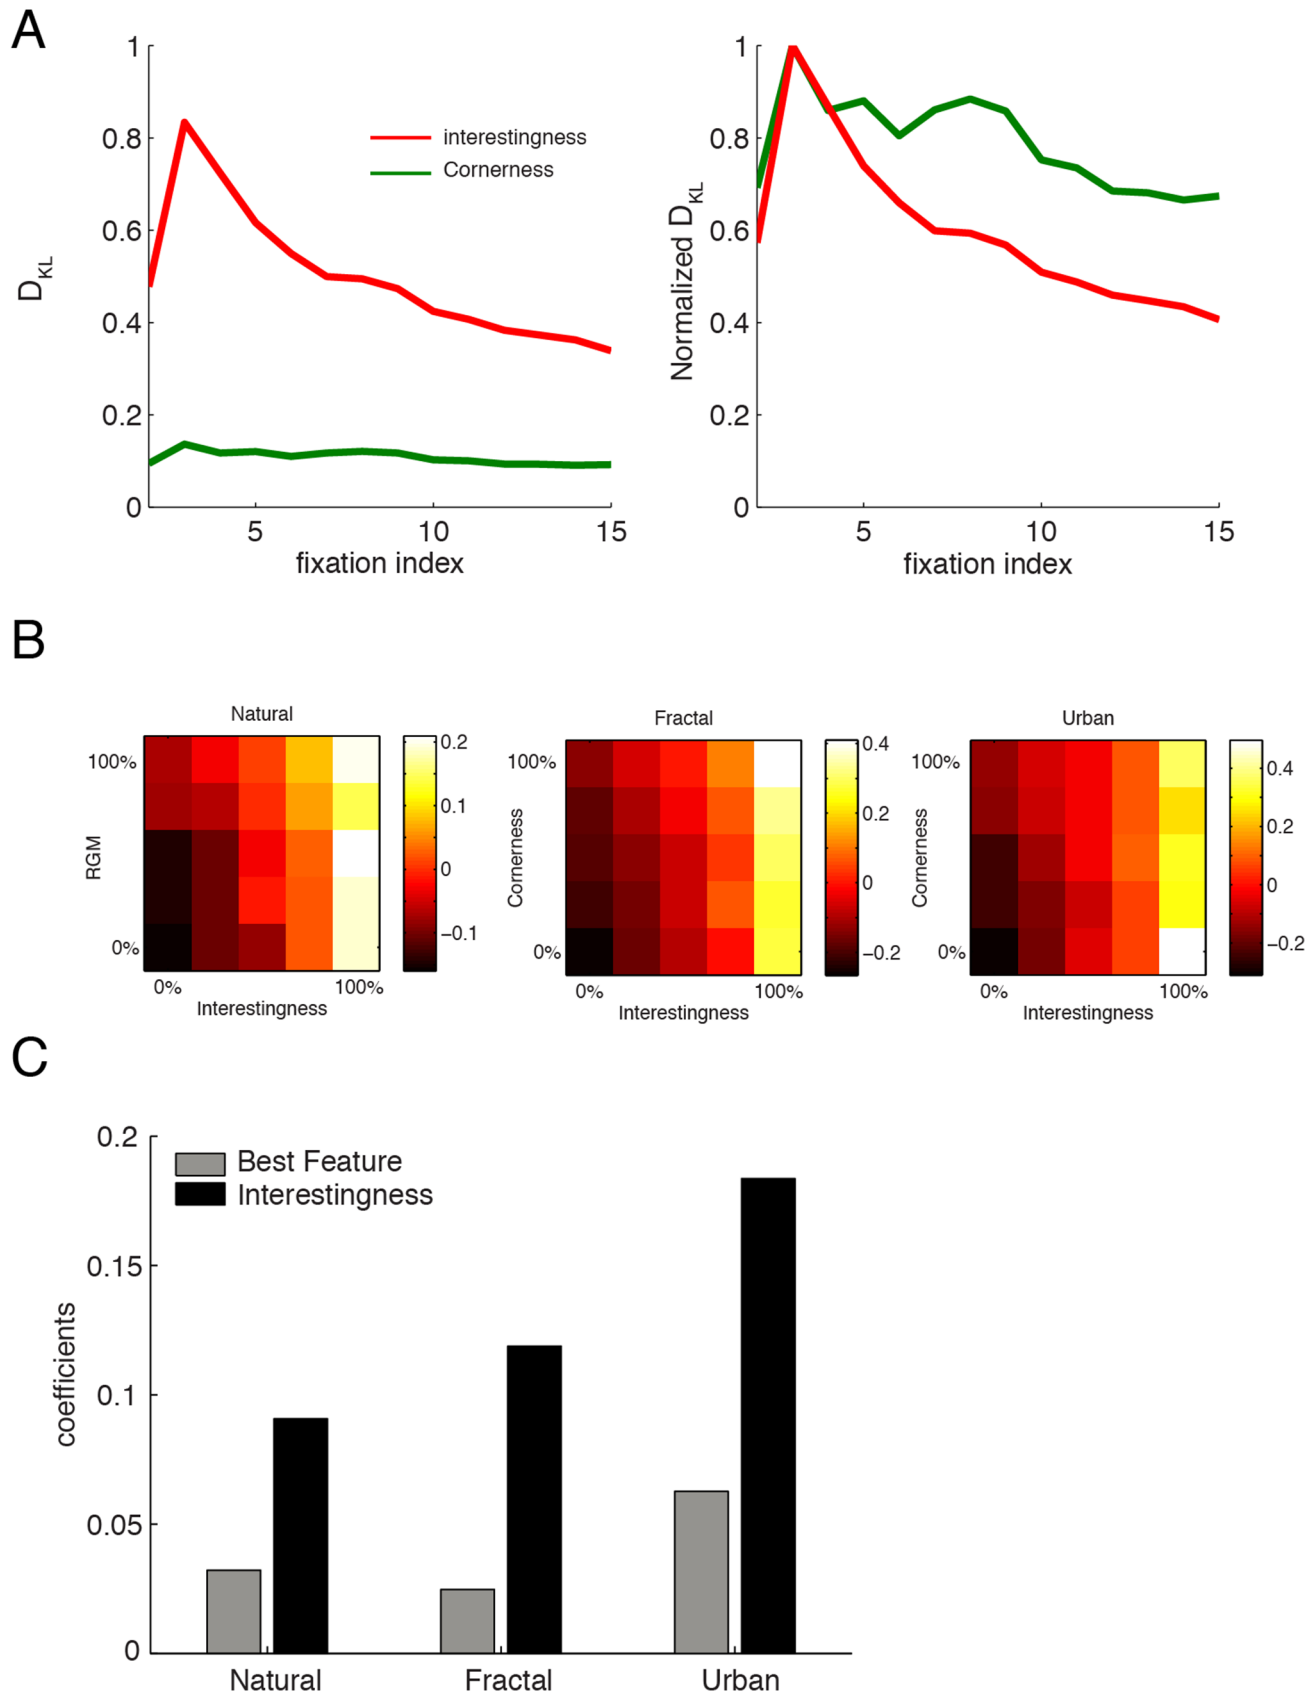 A
1
0.8
0.6
0.4
0.2
0
D_KL
interestingness
Cornerness
5
10
15
fixation index
1
0.8
0.6
0.4
0.2
0
Normalized D_KL
5
10
15
fixation index
B
Natural
100%
0%
RGM
0%
100%
Interestingness
0.2
0.1
0
−0.1
Fractal
100%
0%
Cornerness
0%
100%
Interestingness
0.4
0.2
0
−0.2
Urban
100%
0%
Cornerness
0%
100%
Interestingness
0.4
0.2
0
−0.2
C
0.2
0.15
0.1
0.05
0
coefficients
Best Feature
Interestingness
Natural
Fractal
Urban